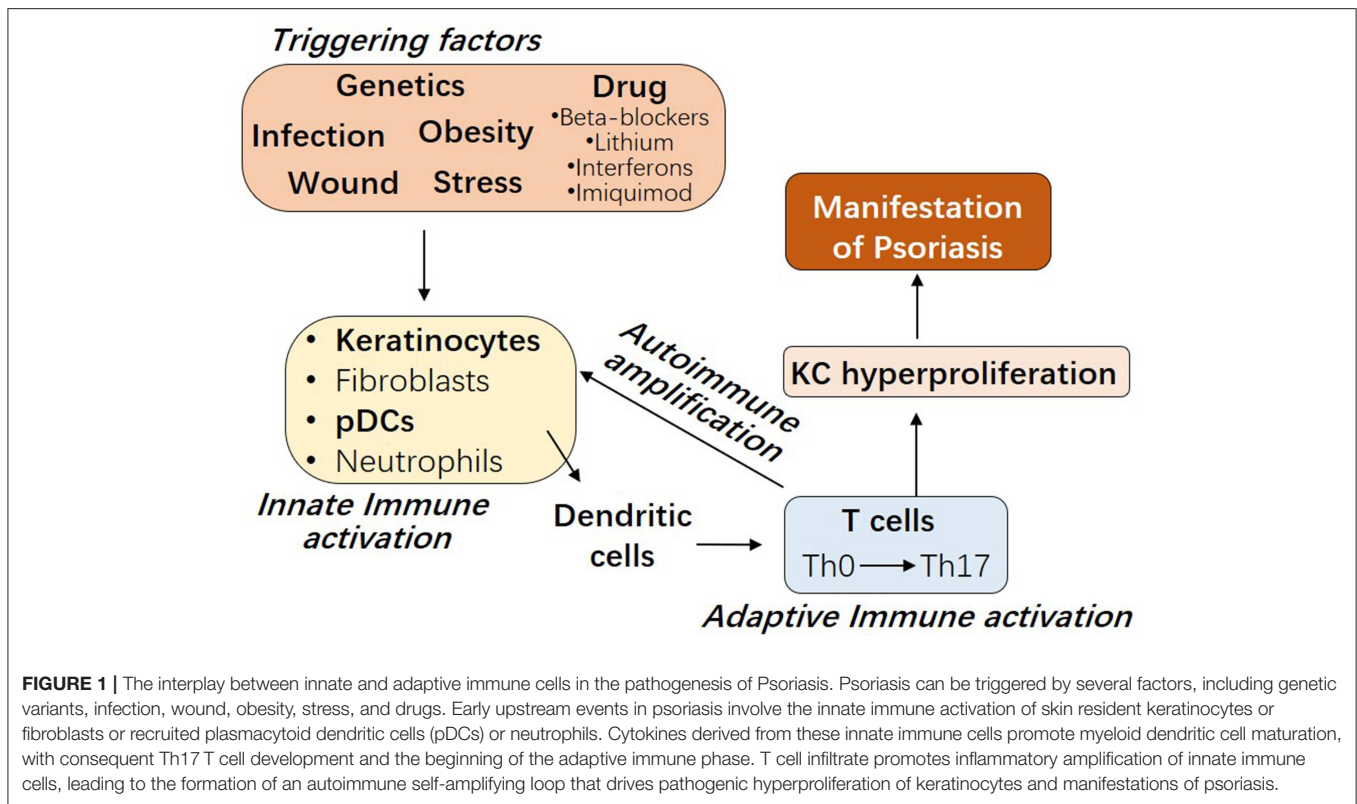 Triggering factors
Genetics
Infection
Obesity
Wound
Stress
Drug
•Beta-blockers
•Lithium
•Interferons
•Imiquimod
Manifestation
of Psoriasis
• Keratinocytes
• Fibroblasts
• pDCs
• Neutrophils
Innate Immune
activation
Autoimmune
amplification
KC hyperproliferation
Dendritic
cells
T cells
Th0 → Th17
Adaptive Immune activation
FIGURE 1 | The interplay between innate and adaptive immune cells in the pathogenesis of Psoriasis. Psoriasis can be triggered by several factors, including genetic
variants, infection, wound, obesity, stress, and drugs. Early upstream events in psoriasis involve the innate immune activation of skin resident keratinocytes or
fibroblasts or recruited plasmacytoid dendritic cells (pDCs) or neutrophils. Cytokines derived from these innate immune cells promote myeloid dendritic cell maturation,
with consequent Th17 T cell development and the beginning of the adaptive immune phase. T cell infiltrate promotes inflammatory amplification of innate immune
cells, leading to the formation of an autoimmune self-amplifying loop that drives pathogenic hyperproliferation of keratinocytes and manifestations of psoriasis.